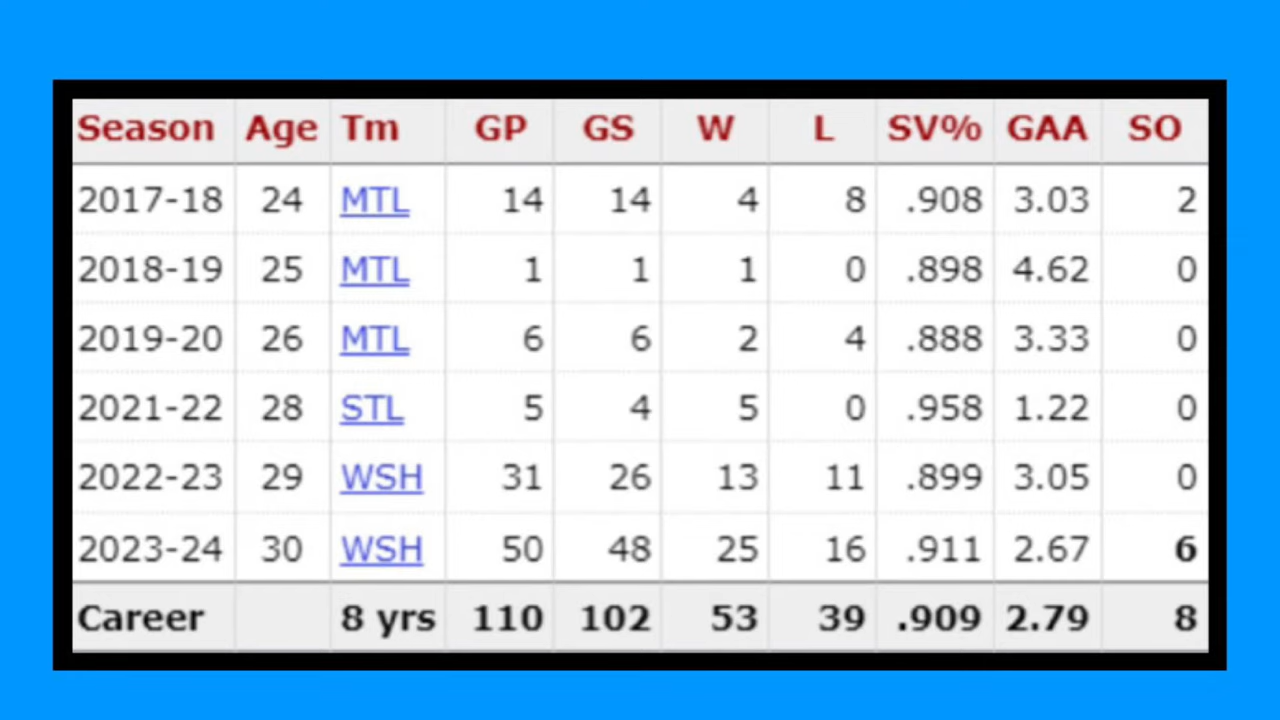 Season Age Tm GP GS W L SV% GAA SO
2017-18 24 MTL 14 14 4 8 .908 3.03 2
2018-19 25 MTL 1 1 1 0 .898 4.62 0
2019-20 26 MTL 6 6 2 4 .888 3.33 0
2021-22 28 STL 5 4 5 0 .958 1.22 0
2022-23 29 WSH 31 26 13 11 .899 3.05 0
2023-24 30 WSH 50 48 25 16 .911 2.67 6
Career 8 yrs 110 102 53 39 .909 2.79 8